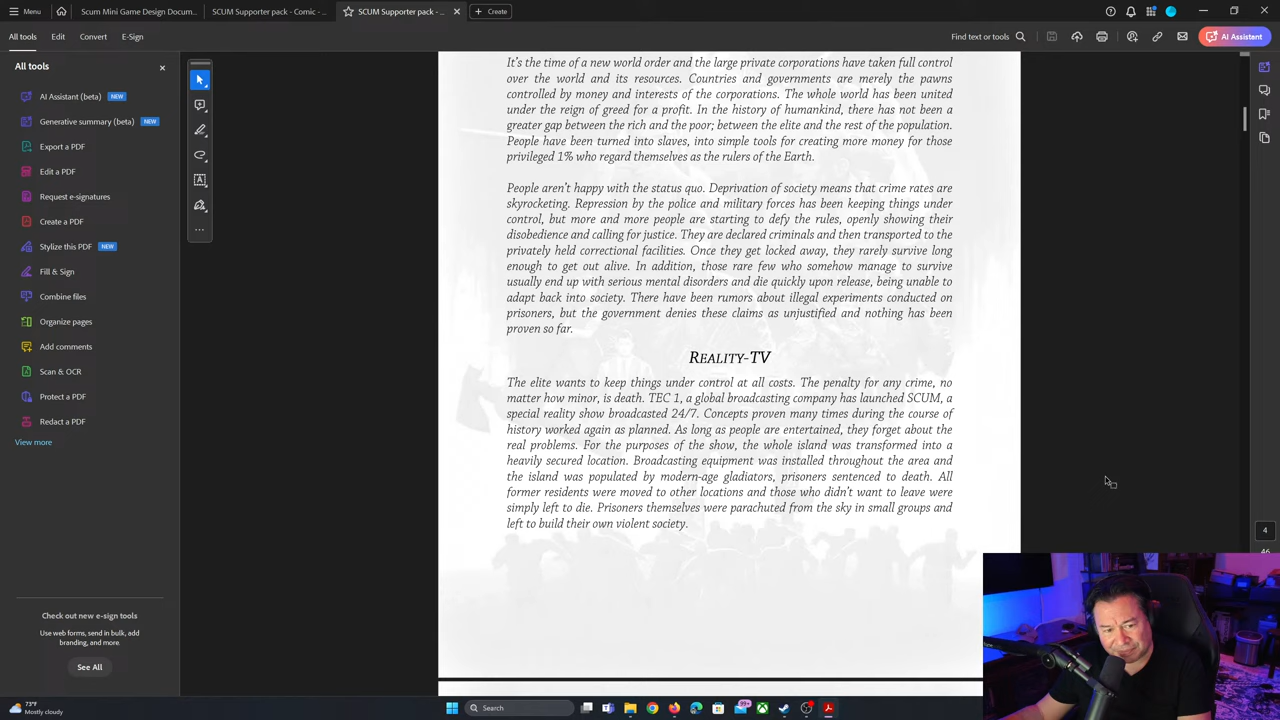 Menu
Scum Mini Game Design Docum...
SCUM Supporter pack - Comic - ...
SCUM Supporter pack - ...
Create
All tools
Edit
Convert
E-Sign
Find text or tools
AI Assistant
All tools
AI Assistant (beta) NEW
Generative summary (beta) NEW
Export a PDF
Edit a PDF
Request e-signatures
Create a PDF
Stylize this PDF NEW
Fill & Sign
Combine files
Organize pages
Add comments
Scan & OCR
Protect a PDF
Redact a PDF
View more
Check out new e-sign tools
Use web forms, send in bulk, add
branding, and more.
See All
It's the time of a new world order and the large private corporations have taken full control
over the world and its resources. Countries and governments are merely the pawns
controlled by money and interests of the corporations. The whole world has been united
under the reign of greed for a profit. In the history of humankind, there has not been a
greater gap between the rich and the poor; between the elite and the rest of the population.
People have been turned into slaves, into simple tools for creating more money for those
privileged 1% who regard themselves as the rulers of the Earth.
People aren't happy with the status quo. Deprivation of society means that crime rates are
skyrocketing. Repression by the police and military forces has been keeping things under
control, but more and more people are starting to defy the rules, openly showing their
disobedience and calling for justice. They are declared criminals and then transported to the
privately held correctional facilities. Once they get locked away, they rarely survive long
enough to get out alive. In addition, those rare few who somehow manage to survive
usually end up with serious mental disorders and die quickly upon release, being unable to
adapt back into society. There have been rumors about illegal experiments conducted on
prisoners, but the government denies these claims as unjustified and nothing has been
proven so far.
REALITY-TV
The elite wants to keep things under control at all costs. The penalty for any crime, no
matter how minor, is death. TEC 1, a global broadcasting company has launched SCUM, a
special reality show broadcasted 24/7. Concepts proven many times during the course of
history worked again as planned. As long as people are entertained, they forget about the
real problems. For the purposes of the show, the whole island was transformed into a
heavily secured location. Broadcasting equipment was installed throughout the area and
the island was populated by modern-age gladiators, prisoners sentenced to death. All
former residents were moved to other locations and those who didn't want to leave were
simply left to die. Prisoners themselves were parachuted from the sky in small groups and
left to build their own violent society.
4
46
73°F
Mostly cloudy
Search
99+